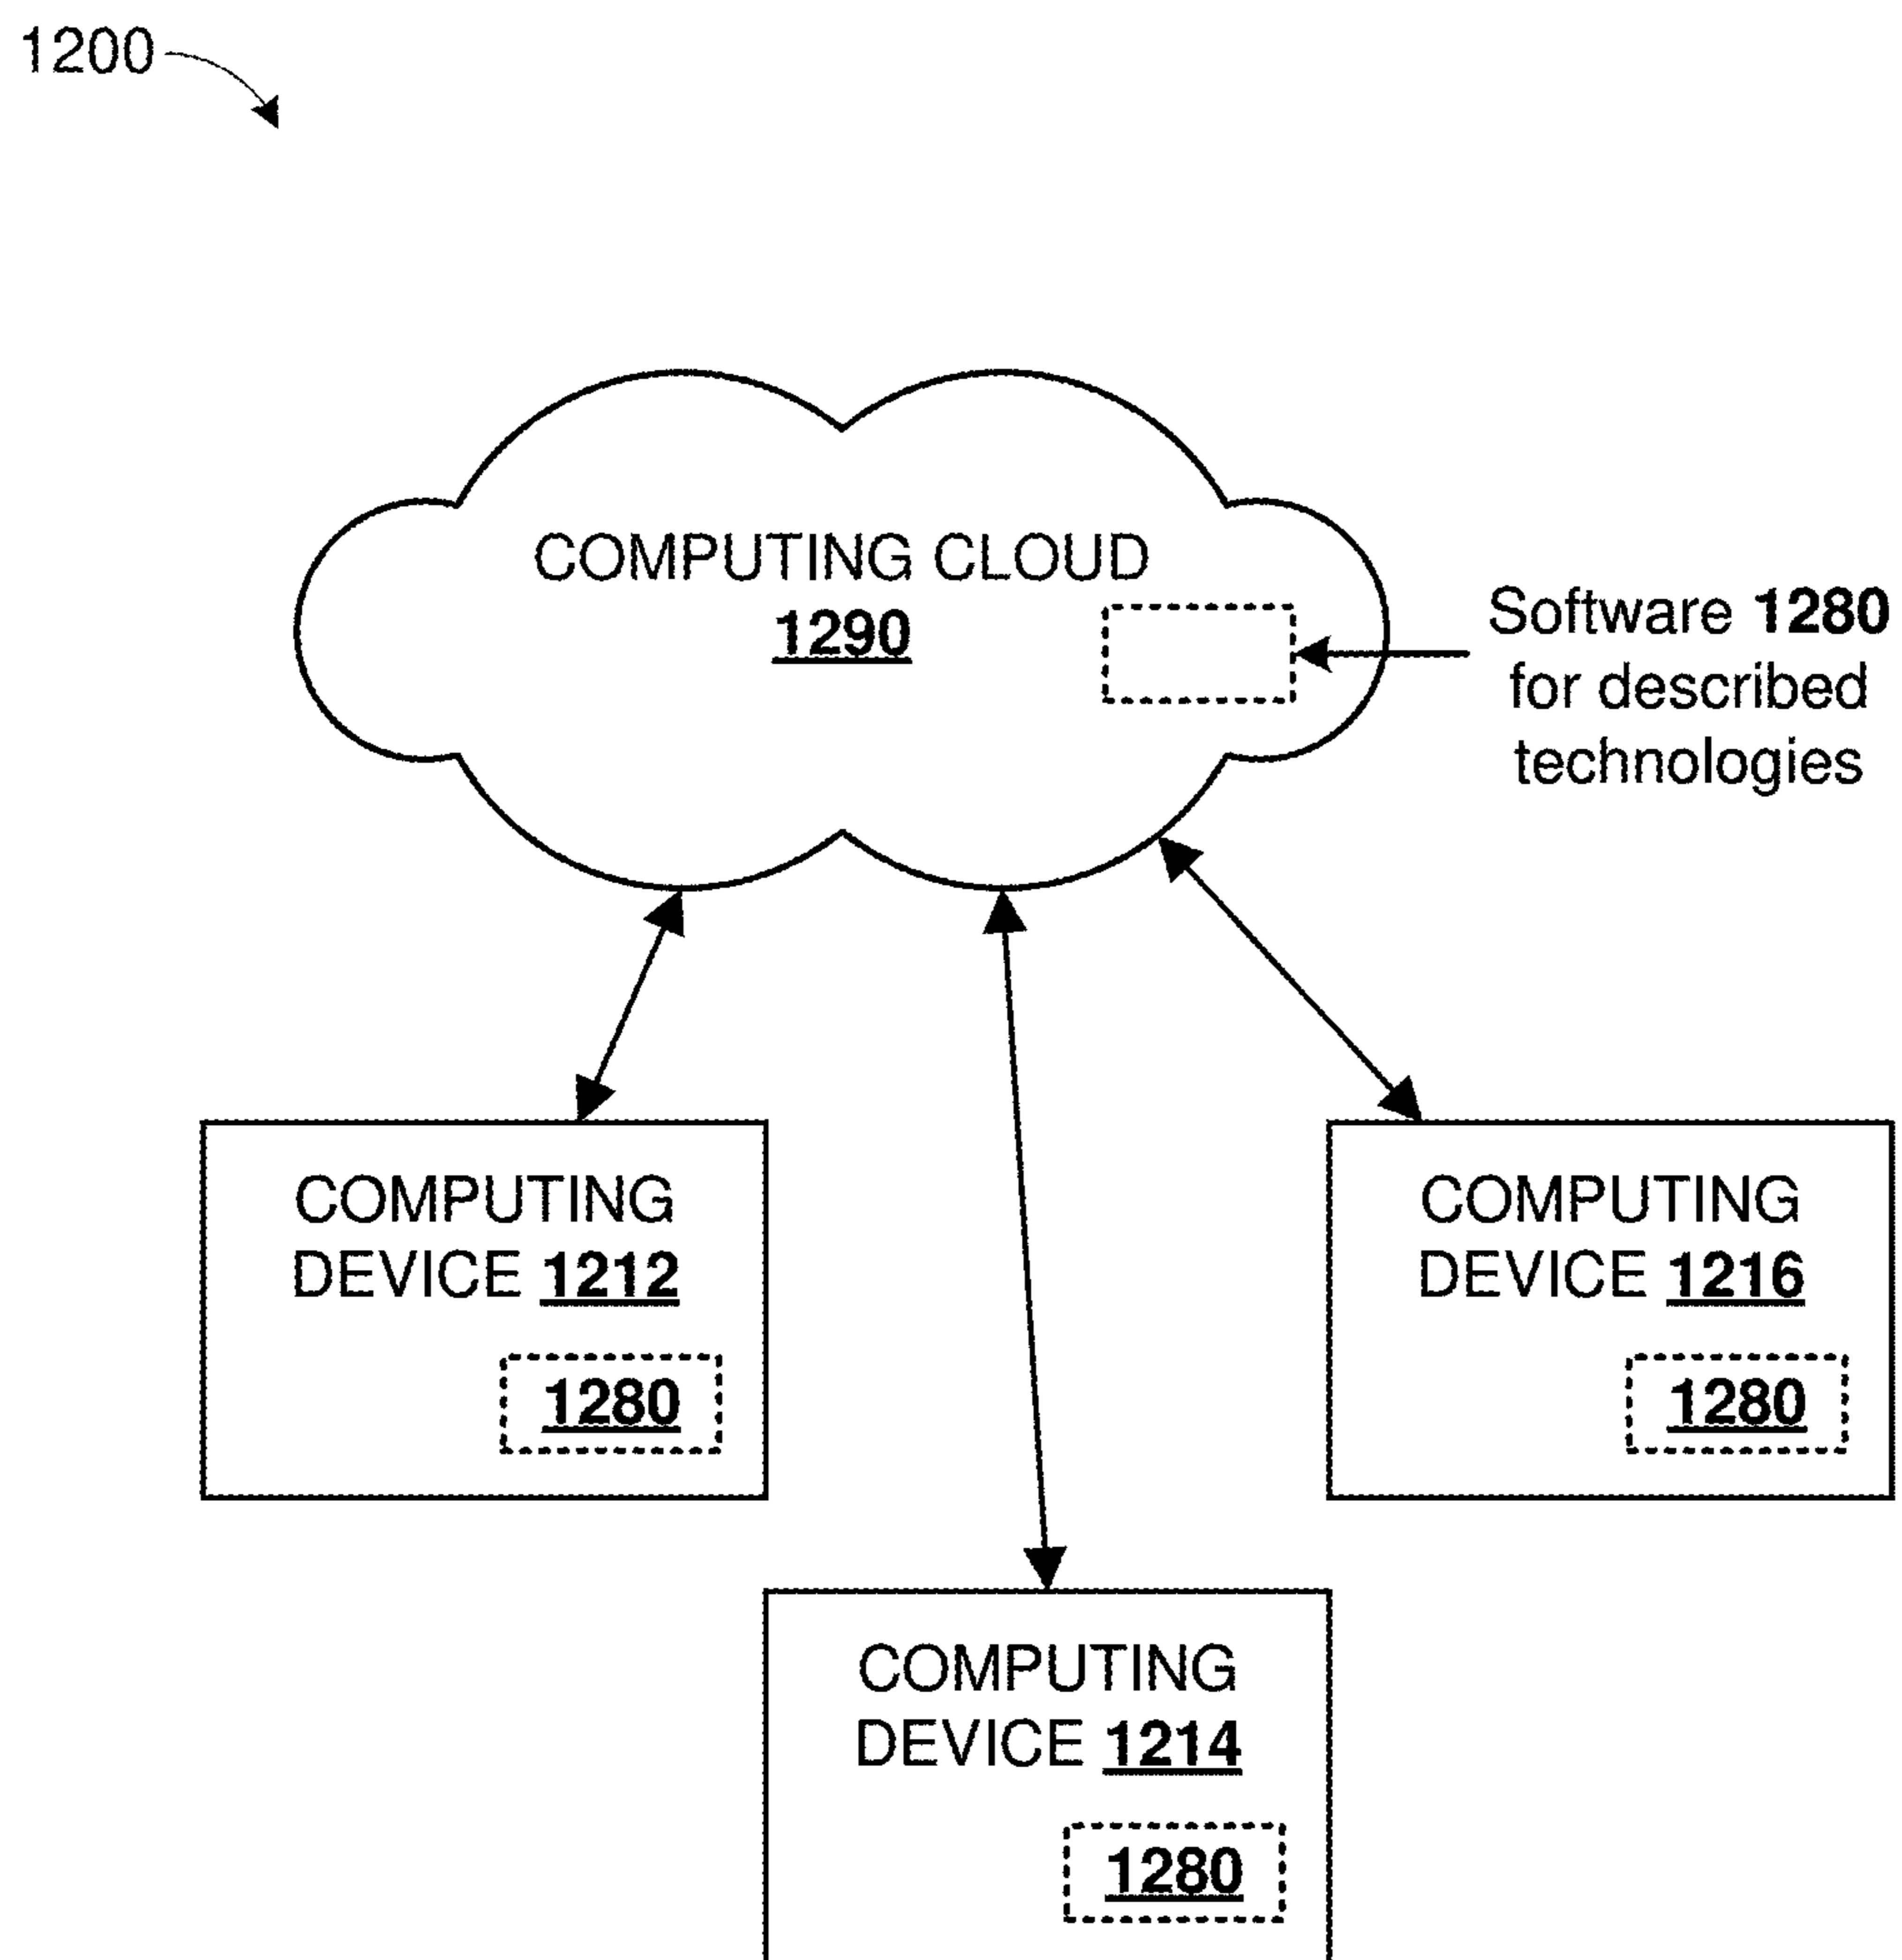 1200
COMPUTING CLOUD
1290
Software 1280
for described
technologies
COMPUTING
DEVICE 1212
1280
COMPUTING
DEVICE 1216
1280
COMPUTING
DEVICE 1214
1280